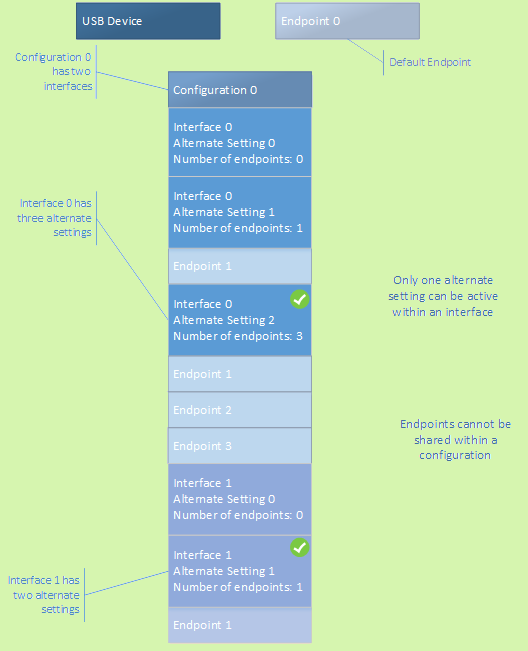 USB Device
Endpoint 0
Configuration 0
has two
interfaces
Default Endpoint
Configuration 0
Interface 0
Alternate Setting 0
Number of endpoints: 0
Interface 0 has
three alternate
settings
Interface 0
Alternate Setting 1
Number of endpoints: 1
Endpoint 1
Only one alternate
setting can be active
within an interface
Interface 0
Alternate Setting 2
Number of endpoints: 3
Endpoint 1
Endpoint 2
Endpoint 3
Endpoints cannot be
shared within a
configuration
Interface 1
Alternate Setting 0
Number of endpoints: 0
Interface 1 has
two alternate
settings
Interface 1
Alternate Setting 1
Number of endpoints: 1
Endpoint 1